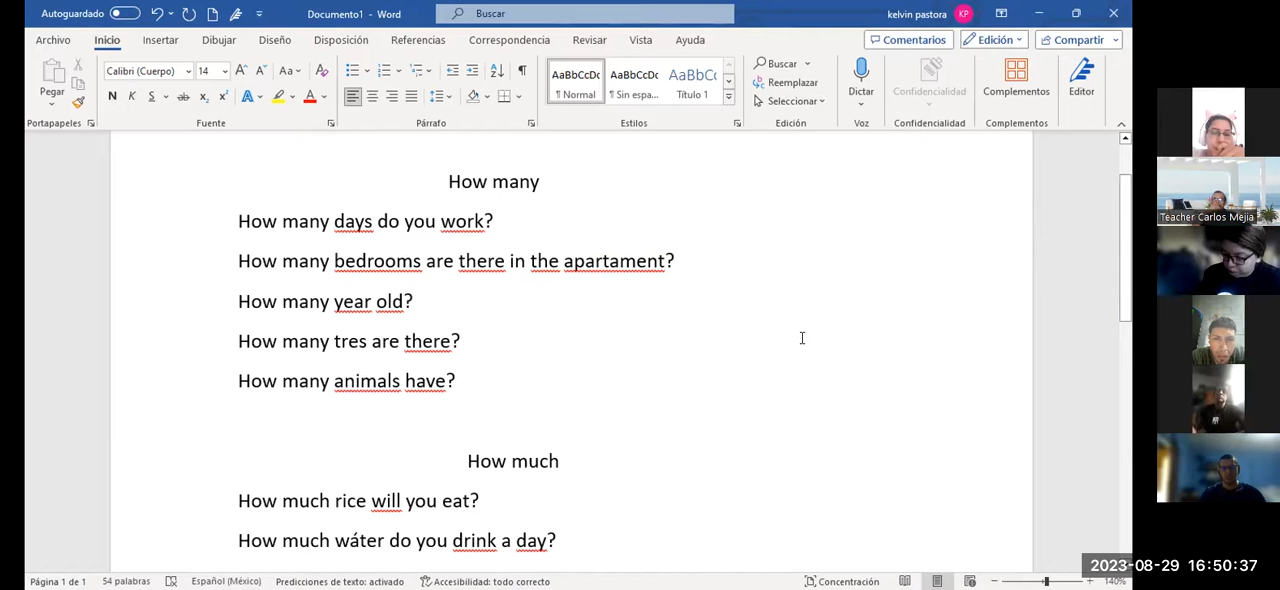 Autoguardado
Documento1 - Word
Buscar
kelvin pastora
KP
Archivo
Inicio
Insertar
Dibujar
Diseño
Disposición
Referencias
Correspondencia
Revisar
Vista
Ayuda
Comentarios
Edición
Compartir
Pegar
Calibri (Cuerpo)
14
AaBbCcDc
AaBbCcDc
AaBbCc
¶ Normal
¶ Sin espa...
Título 1
Buscar
Reemplazar
Seleccionar
Dictar
Confidencialidad
Complementos
Editor
Portapapeles
Fuente
Párrafo
Estilos
Edición
Voz
Confidencialidad
Complementos
How many
How many days do you work?
How many bedrooms are there in the apartament?
How many year old?
How many tres are there?
How many animals have?
How much
How much rice will you eat?
How much wáter do you drink a day?
Teacher Carlos Mejia
Página 1 de 1
54 palabras
Español (México)
Predicciones de texto: activado
Accesibilidad: todo correcto
Concentración
140%
2023-08-29 16:50:37